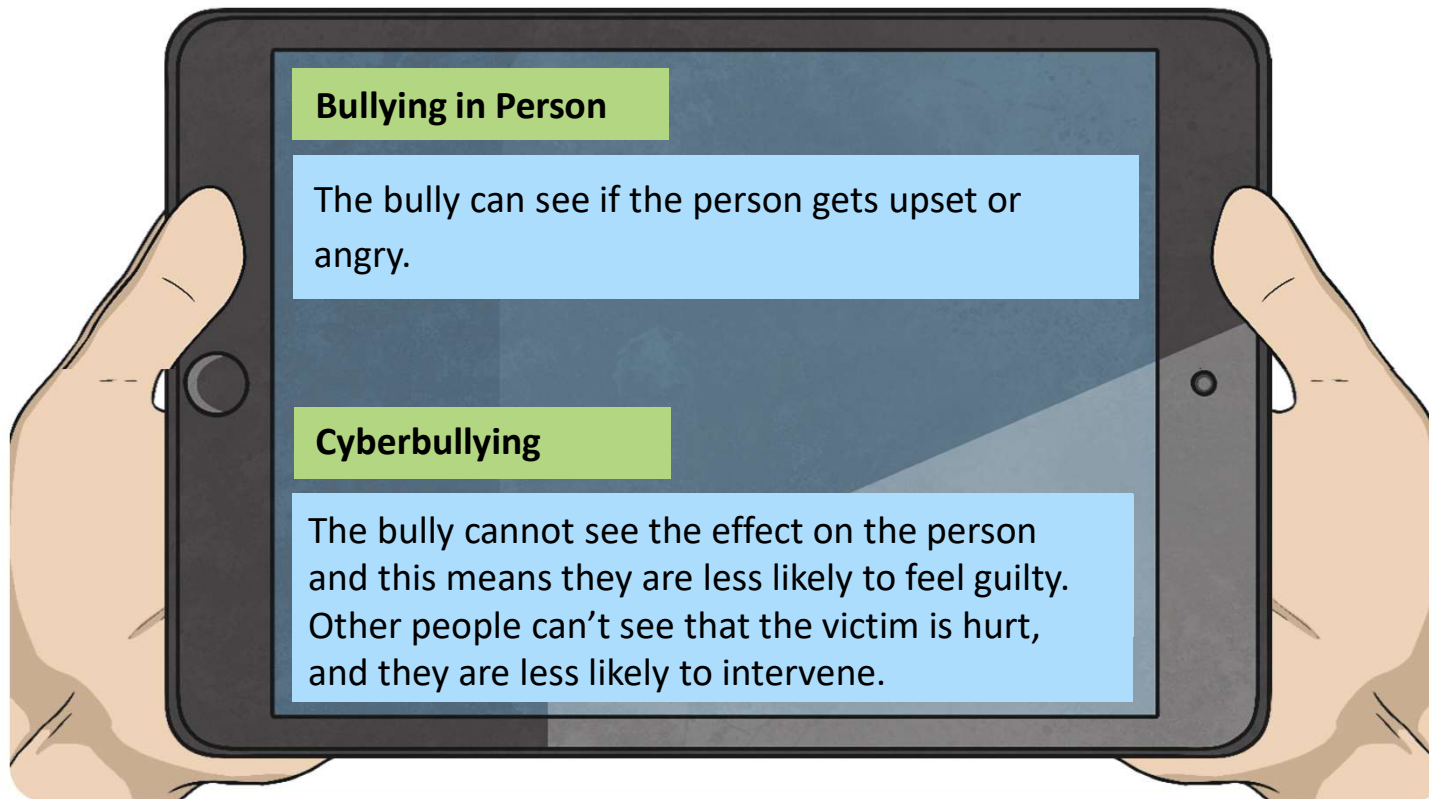 Bullying in Person
The bully can see if the person gets upset or
angry.
Cyberbullying
The bully cannot see the effect on the person
and this means they are less likely to feel guilty.
Other people can’t see that the victim is hurt,
and they are less likely to intervene.